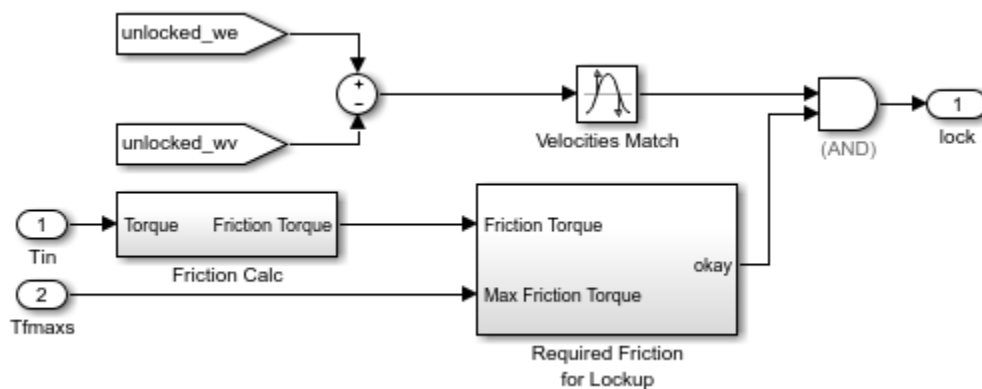 unlocked_we
+
−
unlocked_wv
Velocities Match
(AND)
1
lock
1
Tin
Torque Friction Torque
Friction Calc
2
Tfmaxs
Friction Torque
okay
Max Friction Torque
Required Friction
for Lockup